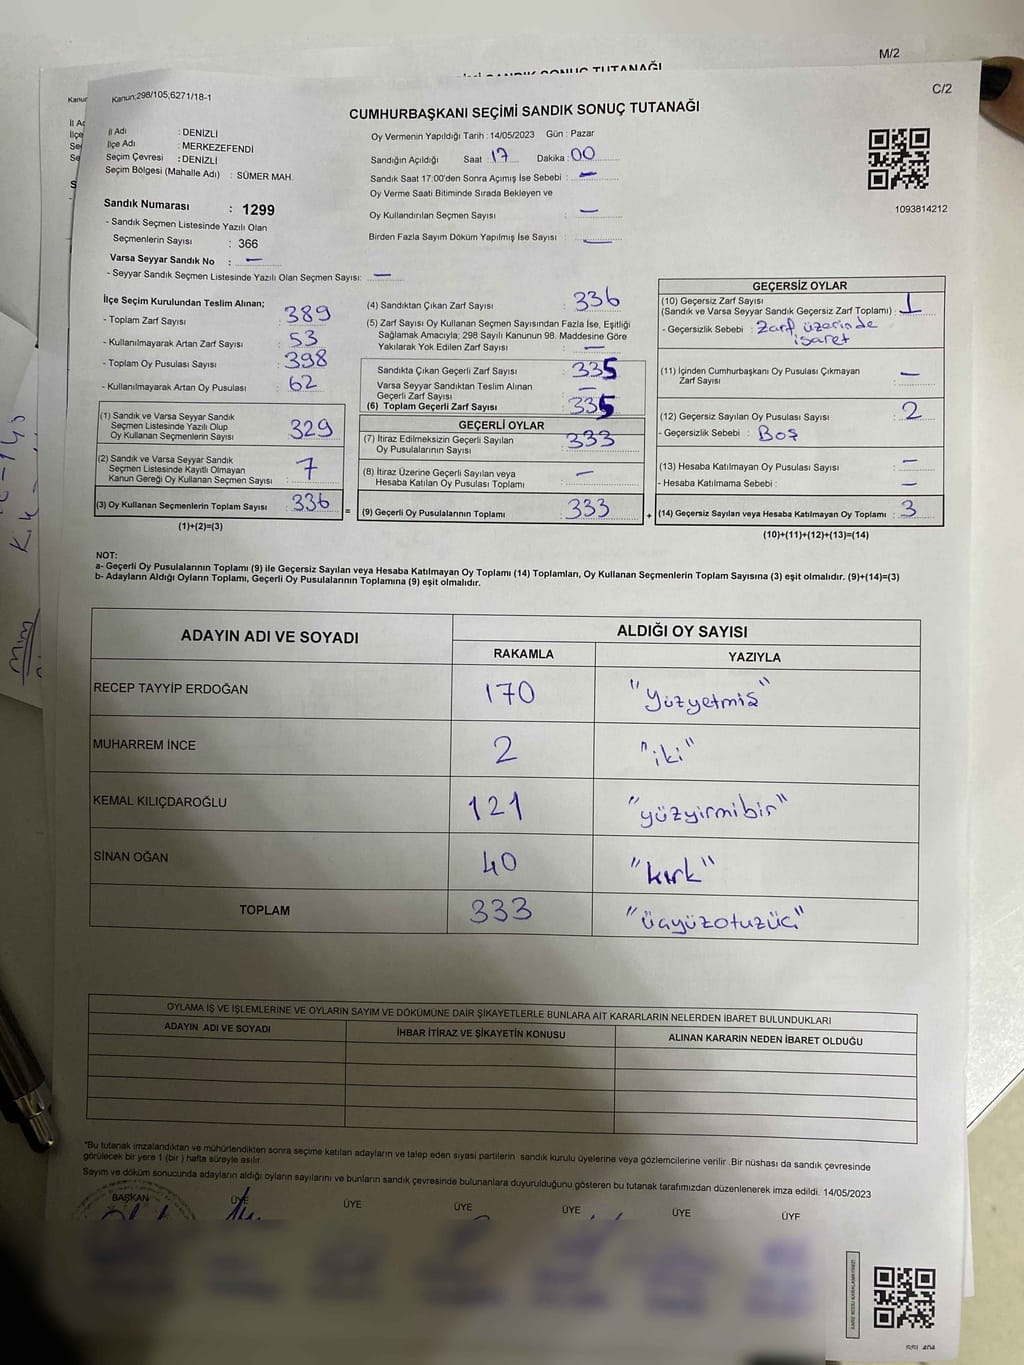 M/2
SANDIK SONUÇ TUTANAĞI
C/2
Kanun:298/105,6271/18-1
CUMHURBAŞKANI SEÇİMİ SANDIK SONUÇ TUTANAĞI
İl Adı : DENİZLİ
İlçe Adı : MERKEZEFENDİ
Seçim Çevresi : DENİZLİ
Seçim Bölgesi (Mahalle Adı) : SÜMER MAH.
Sandık Numarası : 1299
- Sandık Seçmen Listesinde Yazılı Olan
Seçmenlerin Sayısı : 366
Varsa Seyyar Sandık No : —
- Seyyar Sandık Seçmen Listesinde Yazılı Olan Seçmen Sayısı: —
Oy Vermenin Yapıldığı Tarih : 14/05/2023 Gün : Pazar
Sandığın Açıldığı Saat : 17 Dakika : 00
Sandık Saat 17:00'den Sonra Açımış İse Sebebi : —
Oy Verme Saati Bitiminde Sırada Bekleyen ve
Oy Kullandırılan Seçmen Sayısı : —
Birden Fazla Sayım Döküm Yapılmış İse Sayısı : —
1093814212
İlçe Seçim Kurulundan Teslim Alınan;
- Toplam Zarf Sayısı : 389
- Kullanılmayarak Artan Zarf Sayısı : 53
- Toplam Oy Pusulası Sayısı : 398
- Kullanılmayarak Artan Oy Pusulası : 62
(1) Sandık ve Varsa Seyyar Sandık
Seçmen Listesinde Yazılı Olup
Oy Kullanan Seçmenlerin Sayısı : 329
(2) Sandık ve Varsa Seyyar Sandık
Seçmen Listesinde Kayıtlı Olmayan
Kanun Gereği Oy Kullanan Seçmen Sayısı : 7
(3) Oy Kullanan Seçmenlerin Toplam Sayısı : 336
(1)+(2)=(3)
(4) Sandıktan Çıkan Zarf Sayısı : 336
(5) Zarf Sayısı Oy Kullanan Seçmen Sayısından Fazla İse, Eşitliği
Sağlamak Amacıyla; 298 Sayılı Kanunun 98. Maddesine Göre
Yakılarak Yok Edilen Zarf Sayısı : —
Sandıkta Çıkan Geçerli Zarf Sayısı : 335
Varsa Seyyar Sandıktan Teslim Alınan
Geçerli Zarf Sayısı : —
(6) Toplam Geçerli Zarf Sayısı : 335
GEÇERLİ OYLAR
(7) İtiraz Edilmeksizin Geçerli Sayılan
Oy Pusulalarının Sayısı : 333
(8) İtiraz Üzerine Geçerli Sayılan veya
Hesaba Katılan Oy Pusulası Toplamı : —
= (9) Geçerli Oy Pusulalarının Toplamı : 333
GEÇERSİZ OYLAR
(10) Geçersiz Zarf Sayısı
(Sandık ve Varsa Seyyar Sandık Geçersiz Zarf Toplamı) : 1
- Geçersizlik Sebebi : Zarf üzerinde
işaret
(11) İçinden Cumhurbaşkanı Oy Pusulası Çıkmayan
Zarf Sayısı : —
(12) Geçersiz Sayılan Oy Pusulası Sayısı : 2
- Geçersizlik Sebebi : Boş
(13) Hesaba Katılmayan Oy Pusulası Sayısı : —
- Hesaba Katılmama Sebebi : —
+ (14) Geçersiz Sayılan veya Hesaba Katılmayan Oy Toplamı : 3
(10)+(11)+(12)+(13)=(14)
NOT:
a- Geçerli Oy Pusulalarının Toplamı (9) ile Geçersiz Sayılan veya Hesaba Katılmayan Oy Toplamı (14) Toplamları, Oy Kullanan Seçmenlerin Toplam Sayısına (3) eşit olmalıdır. (9)+(14)=(3)
b- Adayların Aldığı Oyların Toplamı, Geçerli Oy Pusulalarının Toplamına (9) eşit olmalıdır.
ADAYIN ADI VE SOYADI ALDIĞI OY SAYISI
RAKAMLA YAZIYLA
RECEP TAYYİP ERDOĞAN 170 "Yüzyetmiş"
MUHARREM İNCE 2 "iki"
KEMAL KILIÇDAROĞLU 121 "yüzyirmibir"
SİNAN OĞAN 40 "kırk"
TOPLAM 333 "üçyüzotuzüç"
OYLAMA İŞ VE İŞLEMLERİNE VE OYLARIN SAYIM VE DÖKÜMÜNE DAİR ŞİKAYETLERLE BUNLARA AİT KARARLARIN NELERDEN İBARET BULUNDUKLARI
ADAYIN ADI VE SOYADI İHBAR İTİRAZ VE ŞİKAYETİN KONUSU ALINAN KARARIN NEDEN İBARET OLDUĞU
*Bu tutanak imzalandıktan ve mühürlendikten sonra seçime katılan adayların ve talep eden siyasi partilerin sandık kurulu üyelerine veya gözlemcilerine verilir .Bir nüshası da sandık çevresinde
görülecek bir yere 1 (bir ) hafta süreyle asılır.
Sayım ve döküm sonucunda adayların aldığı oyların sayılarını ve bunların sandık çevresinde bulunanlara duyurulduğunu gösteren bu tutanak tarafımızdan düzenlenerek imza edildi. 14/05/2023
BAŞKAN ÜYE ÜYE ÜYE ÜYE ÜYE ÜYE